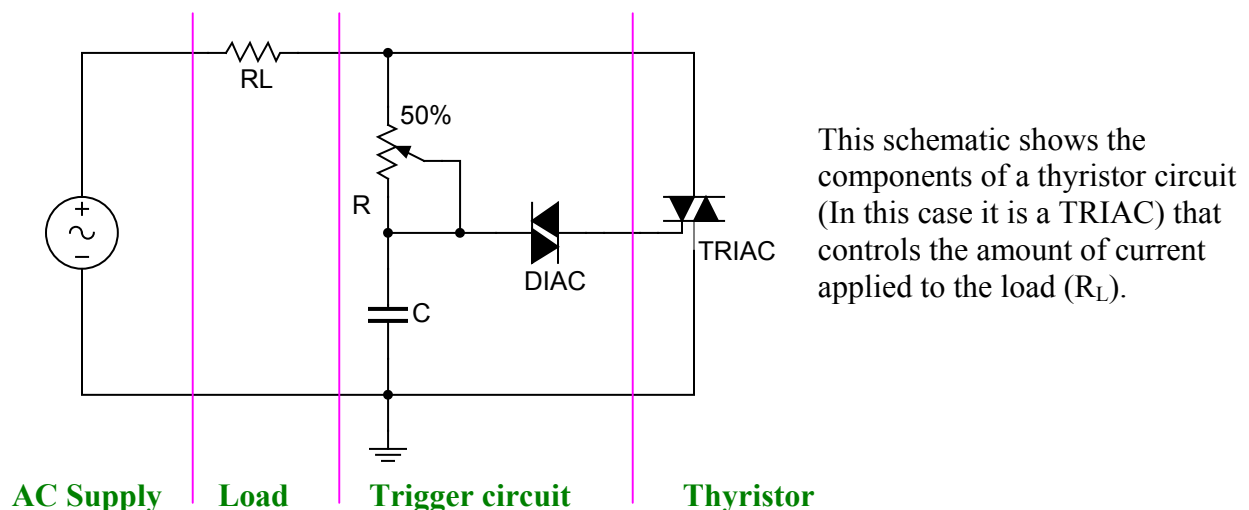 RL
50%
R
+
−
DIAC
TRIAC
C
This schematic shows the
components of a thyristor circuit
(In this case it is a TRIAC) that
controls the amount of current
applied to the load (RL).
AC Supply Load Trigger circuit Thyristor